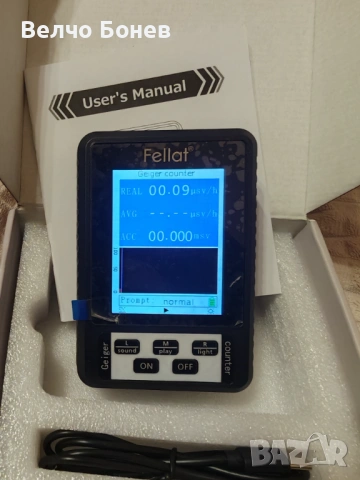 Велчо Бонев
User's Manual
Fellat
Geiger counter
REAL 00.09 μsv/h
AVG --.-- μsv/h
ACC 00.000 msv
Prompt: normal
L M R
sound play light
Geiger ON OFF counter
BAZAR